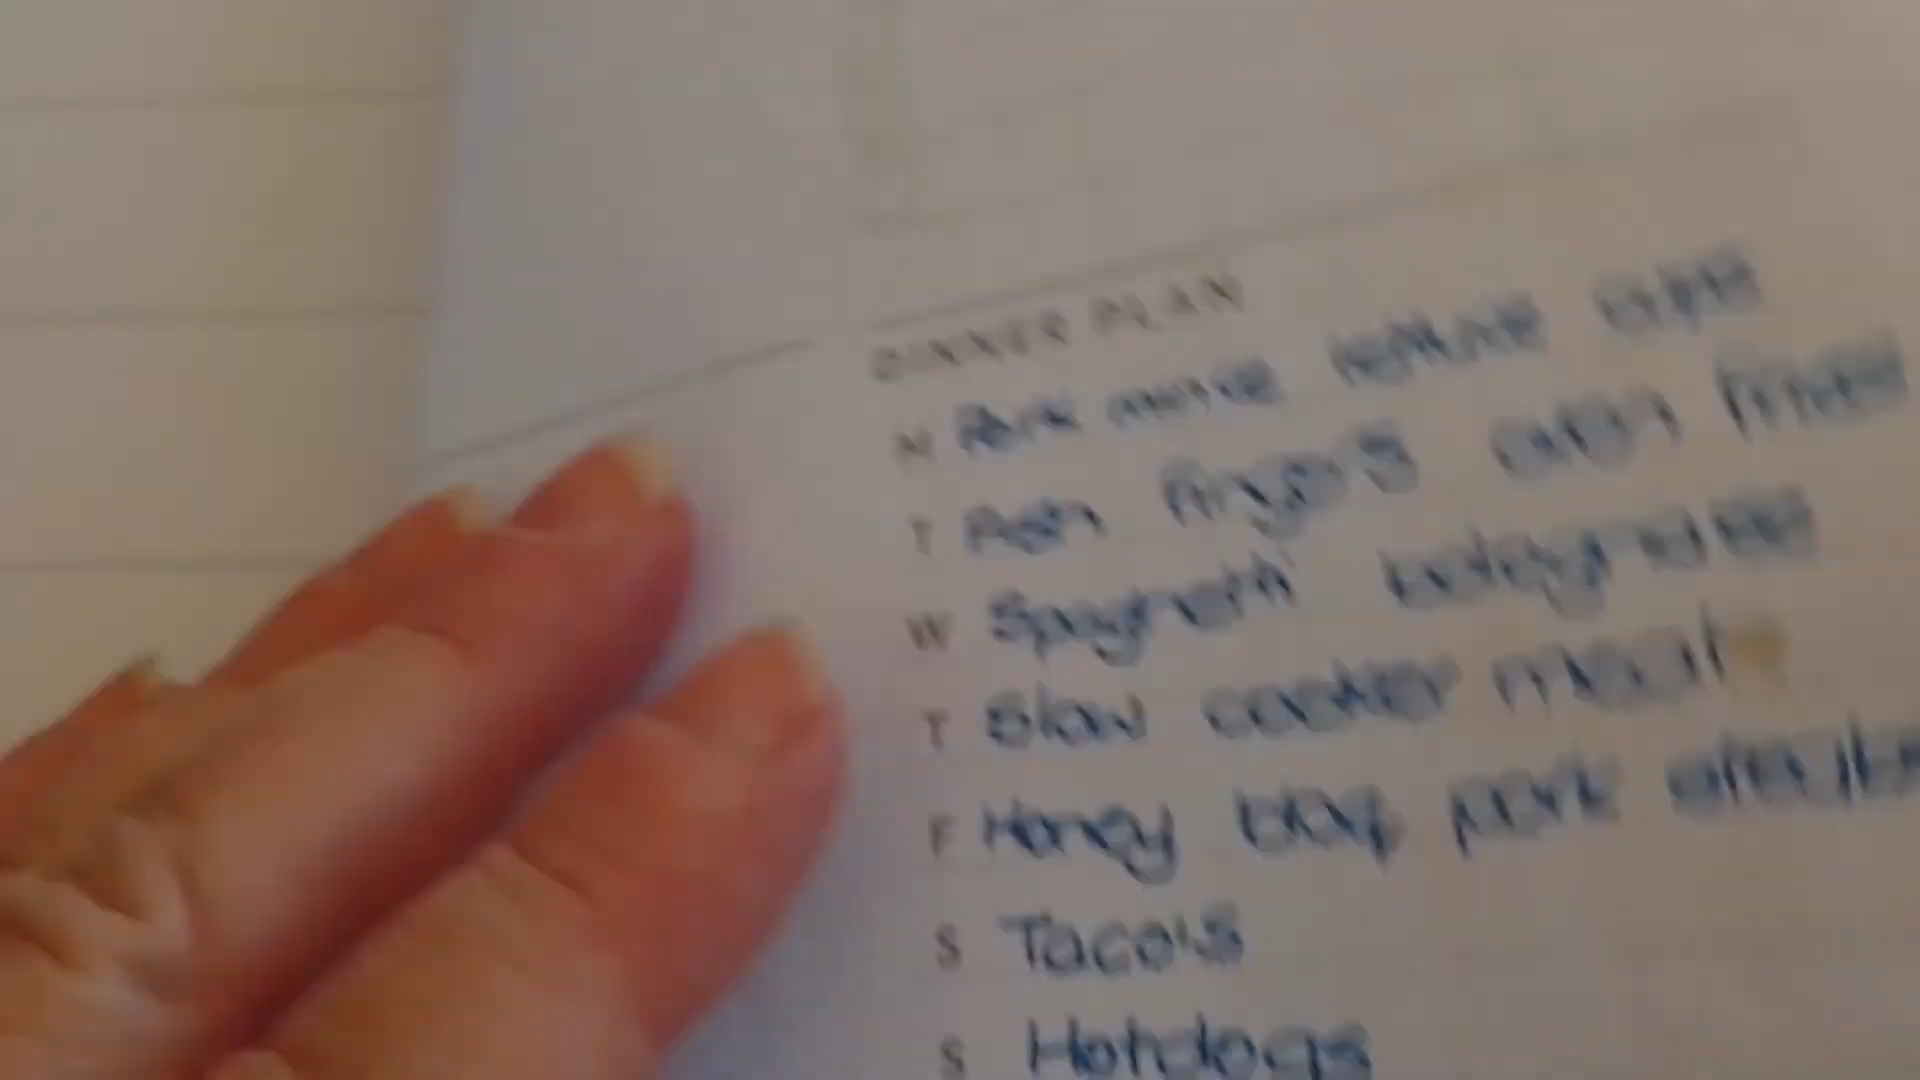 DINNER PLAN
M Pork mince lettuce cups
T Fish fingers oven fries
W Spaghetti bolognese
T Slow cooker meal
F Honey bbq pork
S Taco's
S Hotdogs